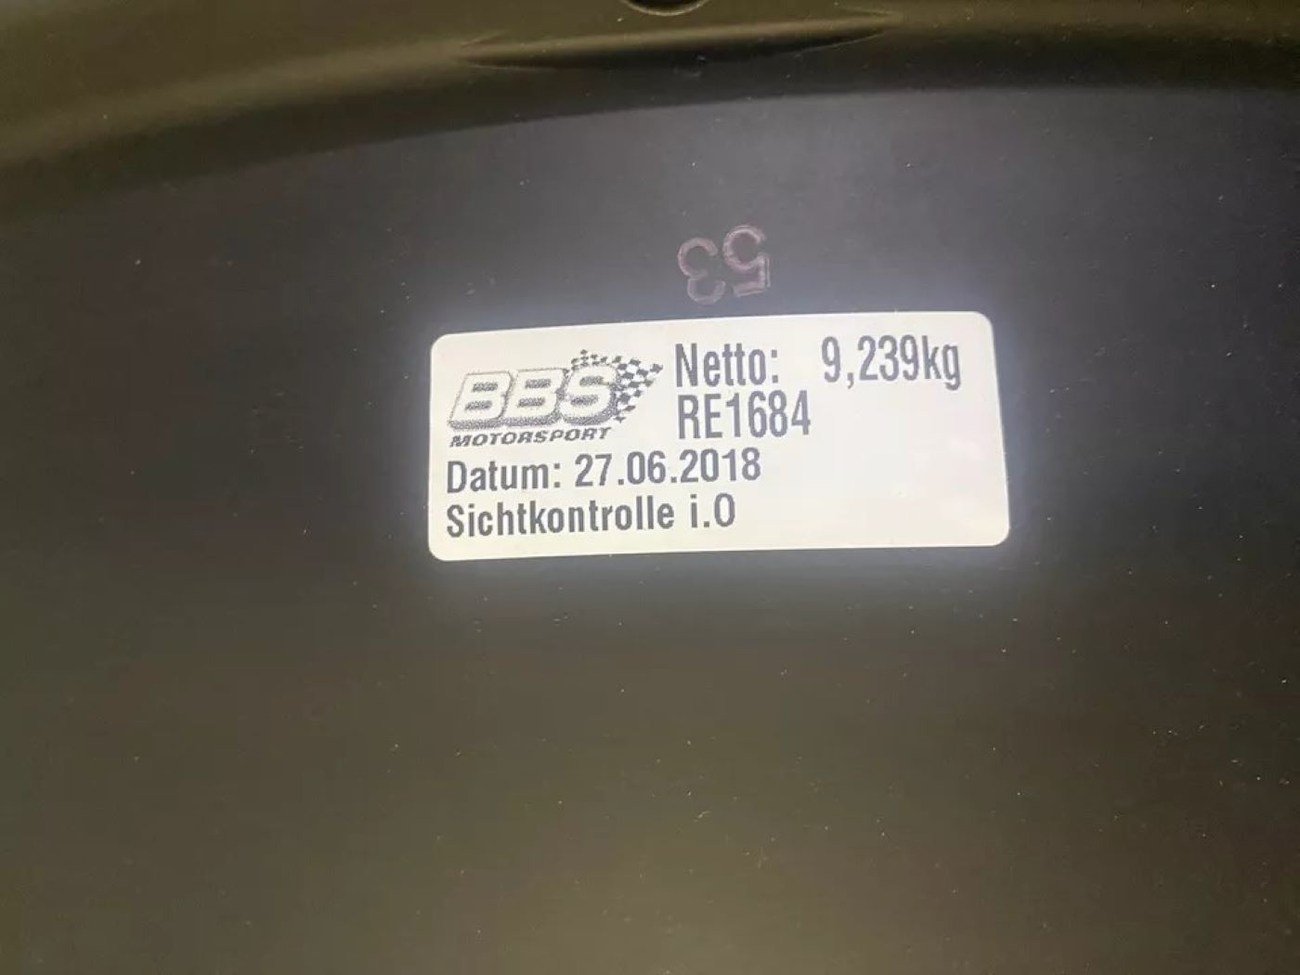 53
BBS
MOTORSPORT
Netto: 9,239kg
RE1684
Datum: 27.06.2018
Sichtkontrolle i.O